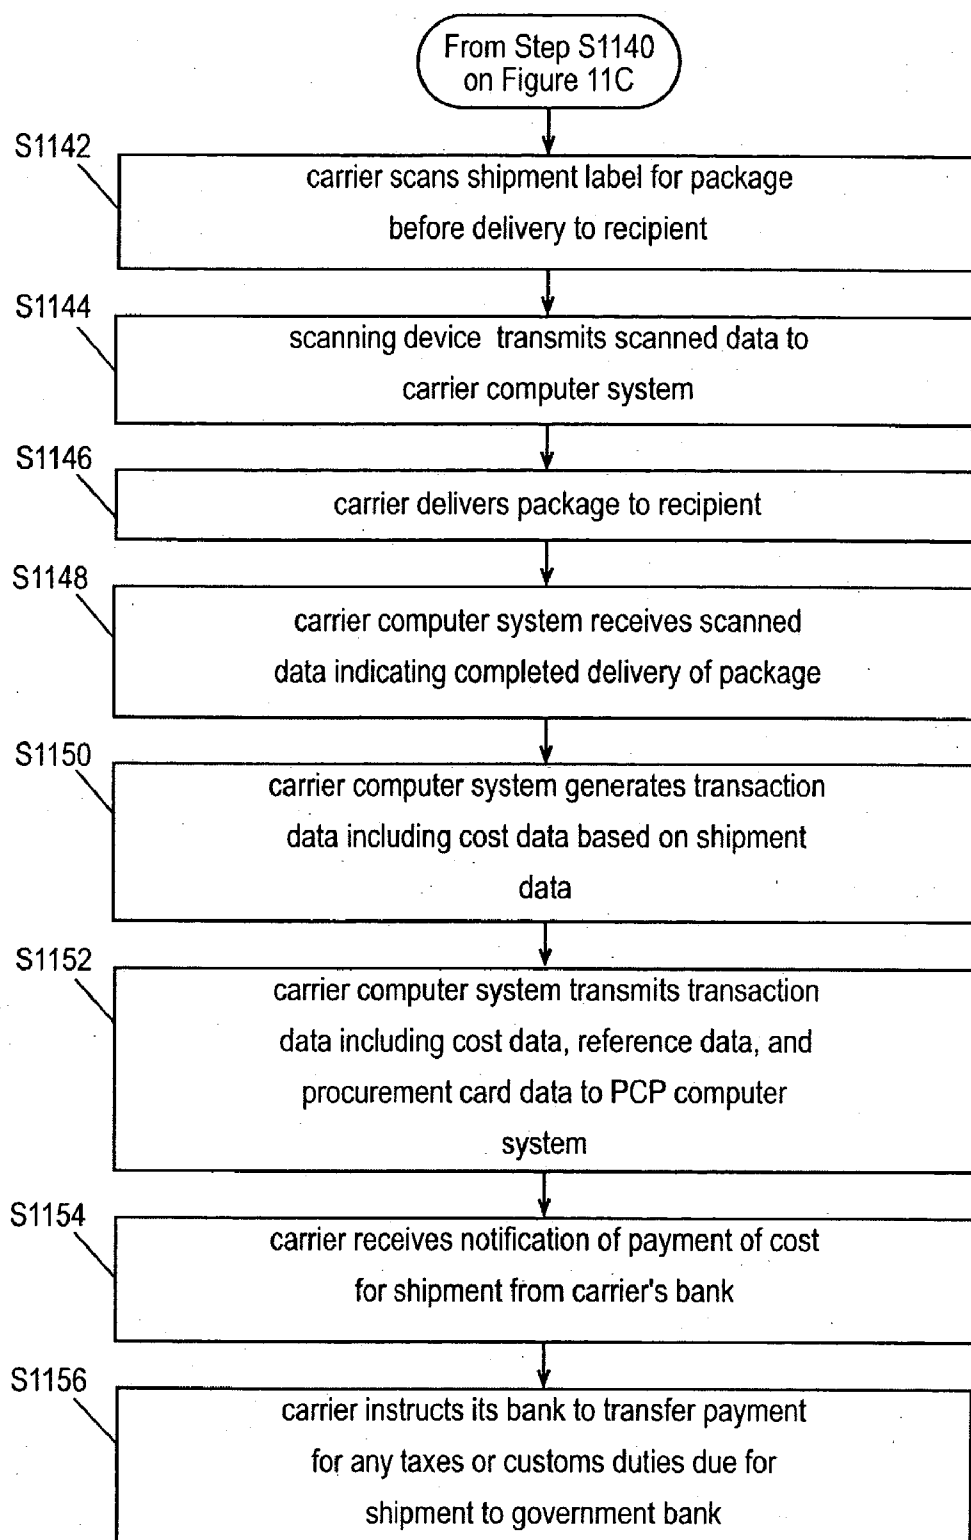 From Step S1140
on Figure 11C
S1142
carrier scans shipment label for package
before delivery to recipient
S1144
scanning device transmits scanned data to
carrier computer system
S1146
carrier delivers package to recipient
S1148
carrier computer system receives scanned
data indicating completed delivery of package
S1150
carrier computer system generates transaction
data including cost data based on shipment
data
S1152
carrier computer system transmits transaction
data including cost data, reference data, and
procurement card data to PCP computer
system
S1154
carrier receives notification of payment of cost
for shipment from carrier's bank
S1156
carrier instructs its bank to transfer payment
for any taxes or customs duties due for
shipment to government bank